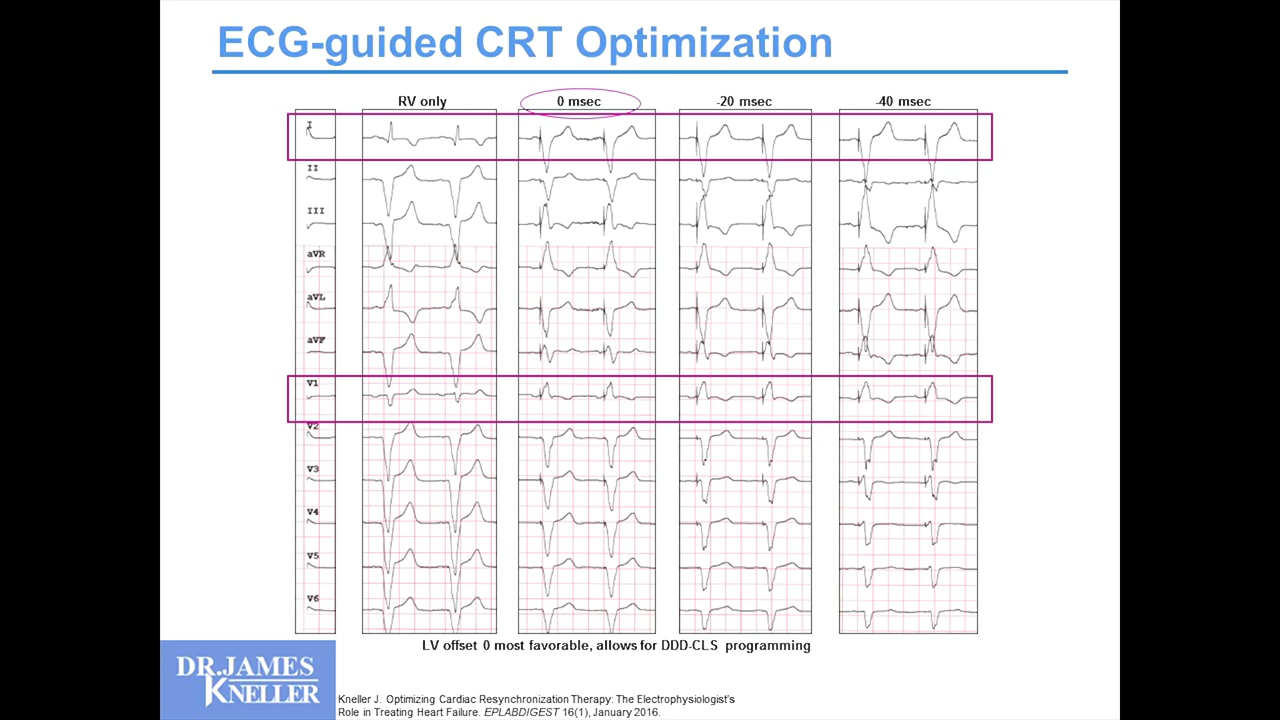 ECG-guided CRT Optimization
RV only
0 msec
-20 msec
-40 msec
I
II
III
aVR
aVL
aVF
V1
V2
V3
V4
V5
V6
LV offset 0 most favorable, allows for DDD-CLS programming
DR. JAMES
KNELLER
Kneller J. Optimizing Cardiac Resynchronization Therapy: The Electrophysiologist's
Role in Treating Heart Failure. EPLABDIGEST 16(1), January 2016.